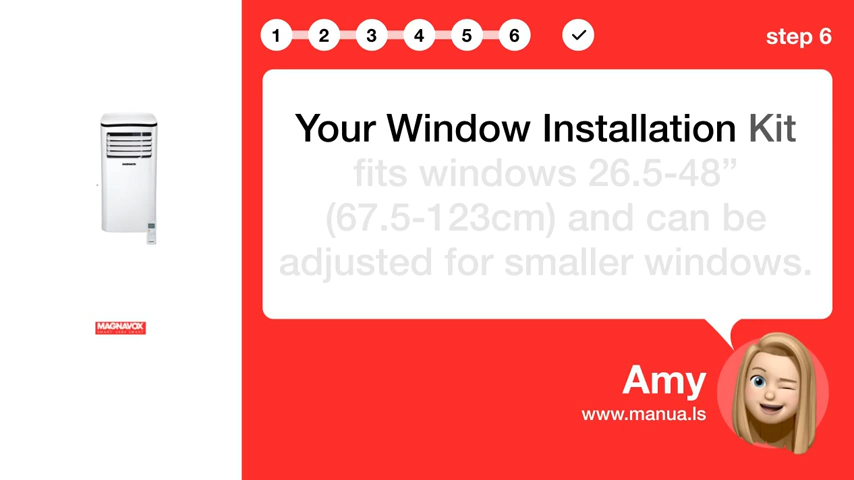 1 2 3 4 5 6
step 6
Your Window Installation Kit
fits windows 26.5-48”
(67.5-123cm) and can be
adjusted for smaller windows.
MAGNAVOX
Amy
www.manua.ls